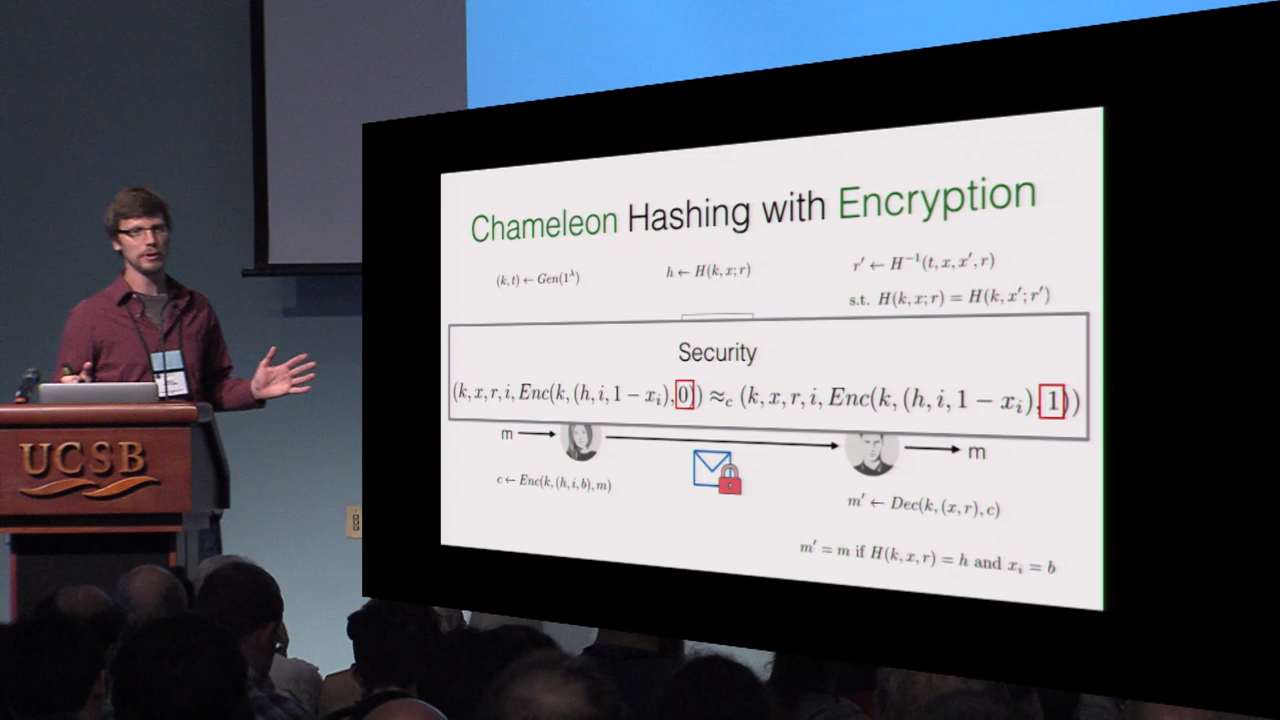 Chameleon Hashing with Encryption
(k, t) ← Gen(1^λ)
h ← H(k, x; r)
r′ ← H^{-1}(t, x, x′, r)
s.t. H(k, x; r) = H(k, x′; r′)
Security
(k, x, r, i, Enc(k, (h, i, 1 − x_i), 0)) ≈_c (k, x, r, i, Enc(k, (h, i, 1 − x_i), 1))
m
m
c ← Enc(k, (h, i, b), m)
m′ ← Dec(k, (x, r), c)
m′ = m if H(k, x, r) = h and x_i = b
UCSB